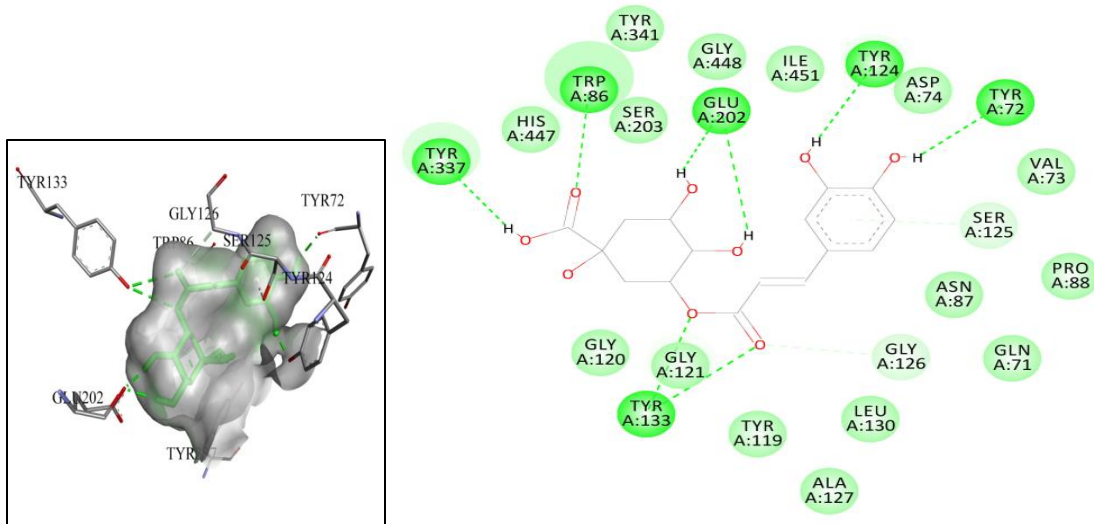 TYR133
GLY126
TYR72
TRP86
SER125
TYR124
GLU202
TYR
A:341
GLY
A:448
ILE
A:451
TYR
A:124
ASP
A:74
TYR
A:72
TRP
A:86
SER
A:203
GLU
A:202
HIS
A:447
TYR
A:337
VAL
A:73
SER
A:125
PRO
A:88
ASN
A:87
GLY
A:120
GLY
A:121
GLY
A:126
GLN
A:71
TYR
A:133
TYR
A:119
LEU
A:130
ALA
A:127
H
H
O
O
O
H
H
O
H
O
O
O
O
O